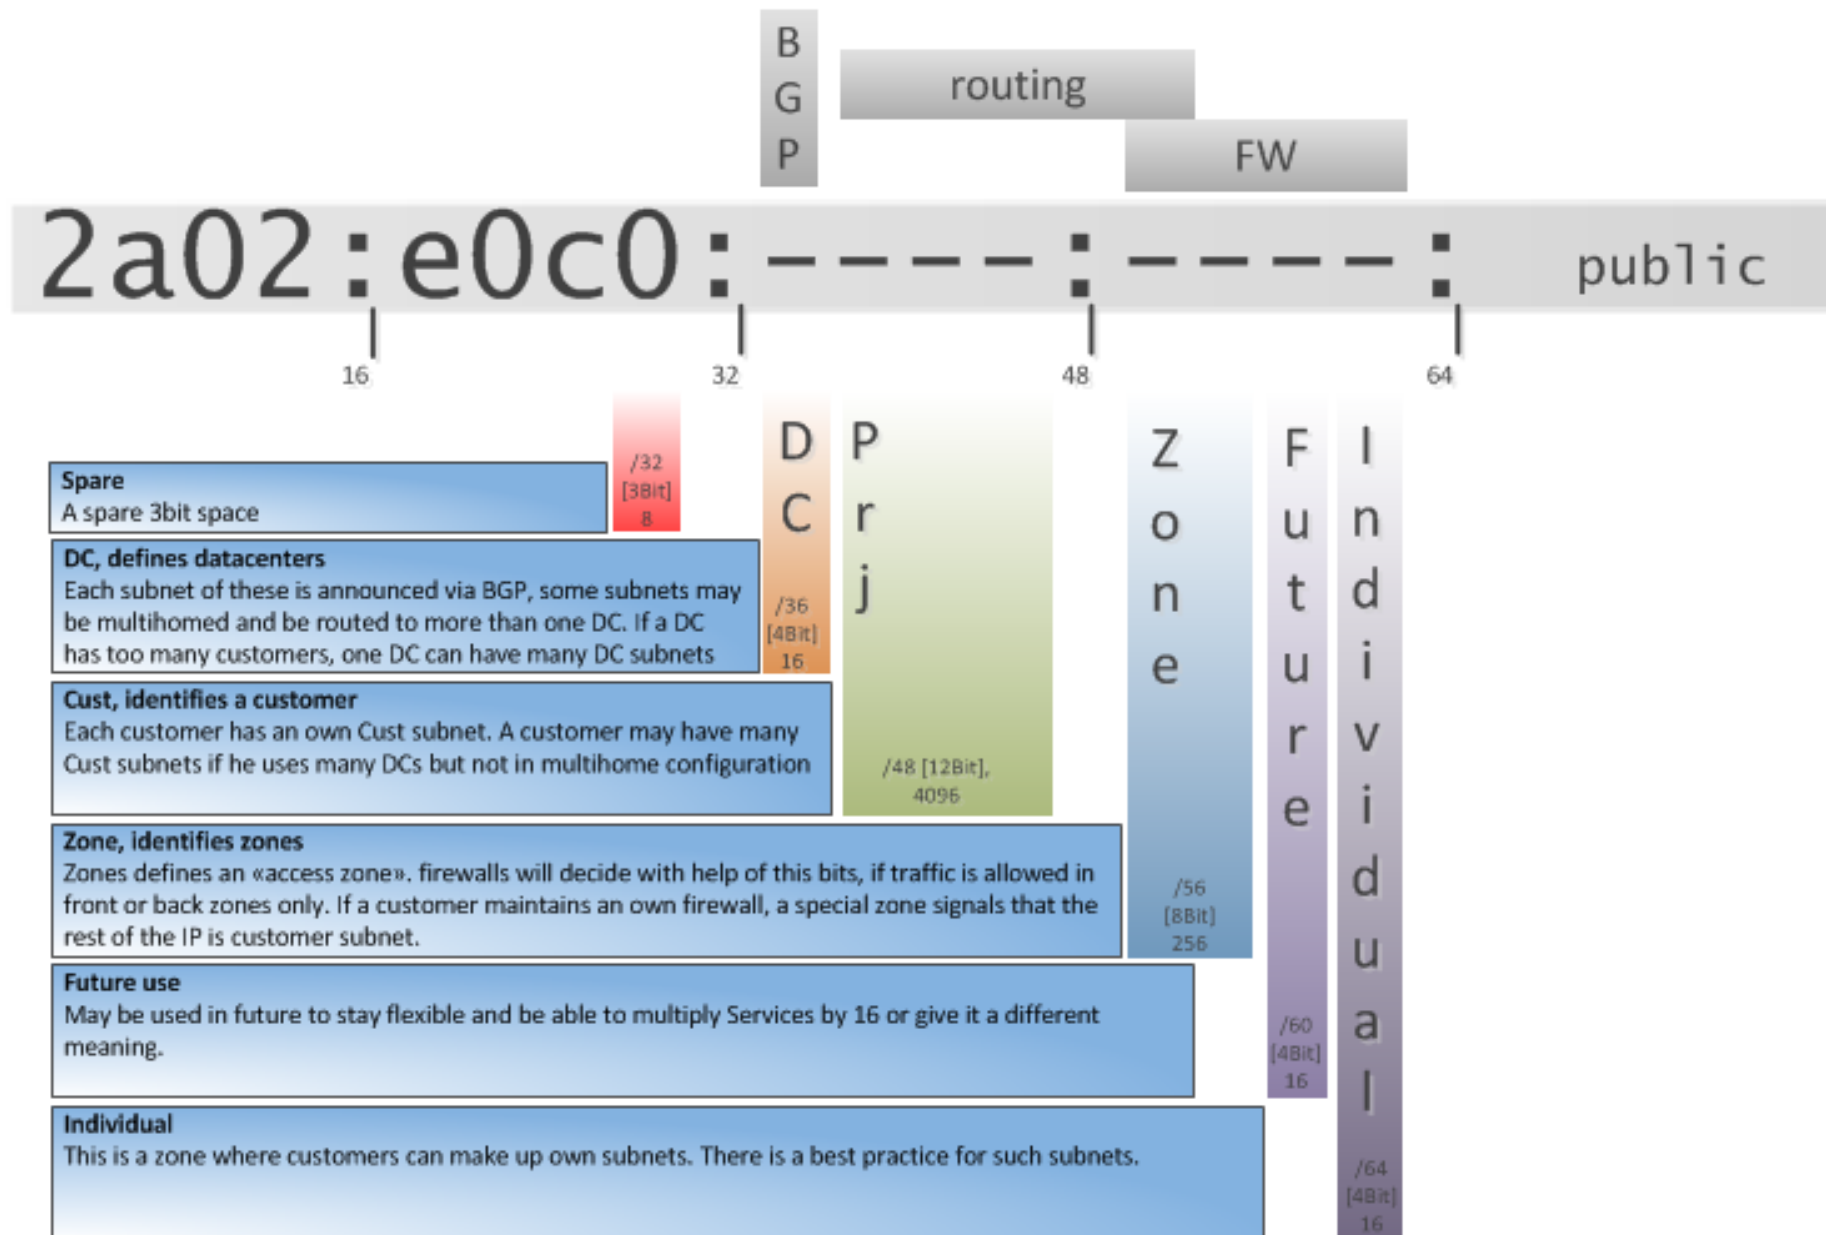 B
G
P
routing
FW
2a02:e0c0:----:----: public
16 32 48 64
Spare
A spare 3bit space
/32
[3Bit]
8
DC, defines datacenters
Each subnet of these is announced via BGP, some subnets may
be multihomed and be routed to more than one DC. If a DC
has too many customers, one DC can have many DC subnets
D
C
/36
[4Bit]
16
Cust, identifies a customer
Each customer has an own Cust subnet. A customer may have many
Cust subnets if he uses many DCs but not in multihome configuration
P
r
j
/48 [12Bit],
4096
Zone, identifies zones
Zones defines an «access zone». firewalls will decide with help of this bits, if traffic is allowed in
front or back zones only. If a customer maintains an own firewall, a special zone signals that the
rest of the IP is customer subnet.
Z
o
n
e
/56
[8Bit]
256
Future use
May be used in future to stay flexible and be able to multiply Services by 16 or give it a different
meaning.
F
u
t
u
r
e
/60
[4Bit]
16
Individual
This is a zone where customers can make up own subnets. There is a best practice for such subnets.
I
n
d
i
v
i
d
u
a
l
/64
[4Bit]
16